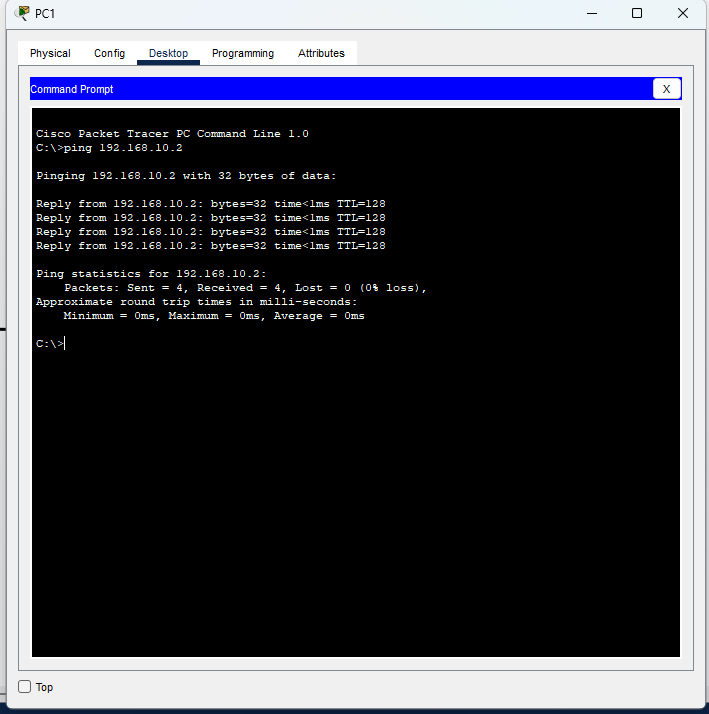 PC1
Physical Config Desktop Programming Attributes
Command Prompt X
Cisco Packet Tracer PC Command Line 1.0
C:\>ping 192.168.10.2
Pinging 192.168.10.2 with 32 bytes of data:
Reply from 192.168.10.2: bytes=32 time<1ms TTL=128
Reply from 192.168.10.2: bytes=32 time<1ms TTL=128
Reply from 192.168.10.2: bytes=32 time<1ms TTL=128
Reply from 192.168.10.2: bytes=32 time<1ms TTL=128
Ping statistics for 192.168.10.2:
Packets: Sent = 4, Received = 4, Lost = 0 (0% loss),
Approximate round trip times in milli-seconds:
Minimum = 0ms, Maximum = 0ms, Average = 0ms
C:\>
Top